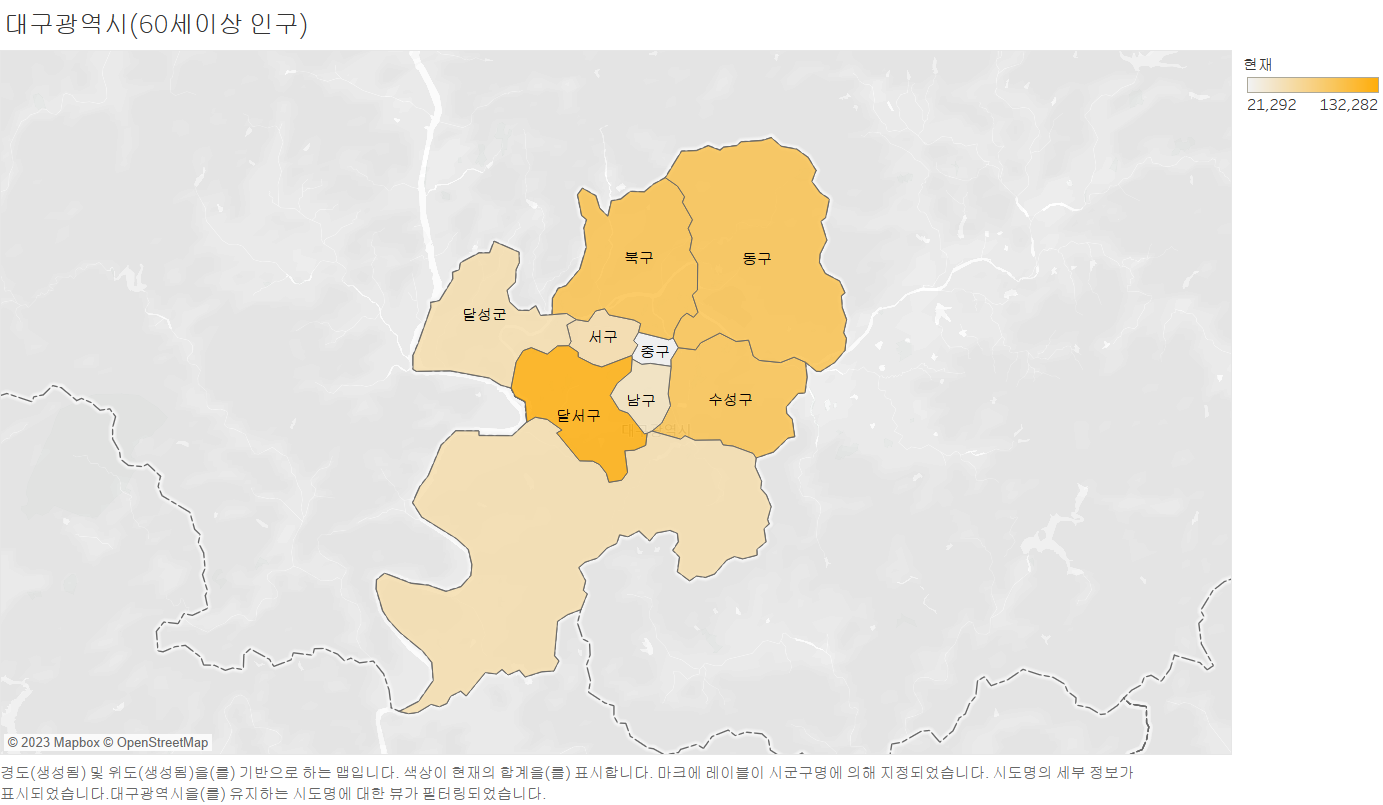 대구광역시(60세이상 인구)
현재
21,292 132,282
북구
동구
달성군
서구
중구
수성구
남구
달서구
대구광역시
© 2023 Mapbox © OpenStreetMap
경도(생성됨) 및 위도(생성됨)을(를) 기반으로 하는 맵입니다. 색상이 현재의 합계을(를) 표시합니다. 마크에 레이블이 시군구명에 의해 지정되었습니다. 시도명의 세부 정보가
표시되었습니다.대구광역시을(를) 유지하는 시도명에 대한 뷰가 필터링되었습니다.